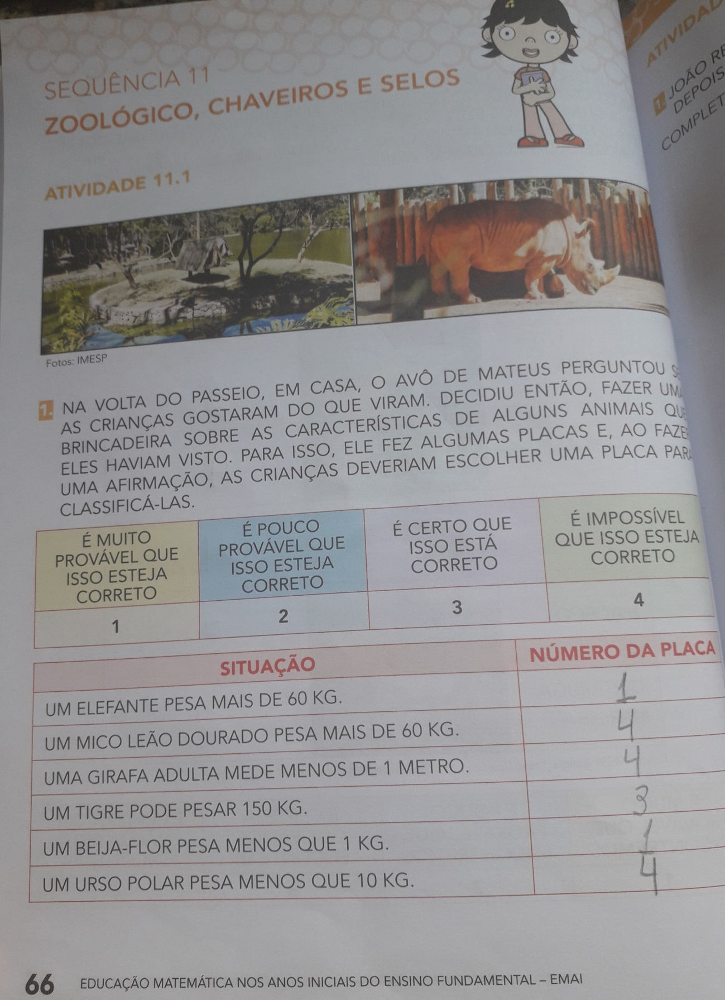 SEQUÊNCIA 11
ZOOLÓGICO, CHAVEIROS E SELOS
ATIVIDADE 11.1
Fotos: IMESP
1. NA VOLTA DO PASSEIO, EM CASA, O AVÔ DE MATEUS PERGUNTOU
AS CRIANÇAS GOSTARAM DO QUE VIRAM. DECIDIU ENTÃO, FAZER UMA
BRINCADEIRA SOBRE AS CARACTERÍSTICAS DE ALGUNS ANIMAIS QUE
ELES HAVIAM VISTO. PARA ISSO, ELE FEZ ALGUMAS PLACAS E, AO FAZE
UMA AFIRMAÇÃO, AS CRIANÇAS DEVERIAM ESCOLHER UMA PLACA PARA
CLASSIFICÁ-LAS.
É MUITO
PROVÁVEL QUE
ISSO ESTEJA
CORRETO
1
É POUCO
PROVÁVEL QUE
ISSO ESTEJA
CORRETO
2
É CERTO QUE
ISSO ESTÁ
CORRETO
3
É IMPOSSÍVEL
QUE ISSO ESTEJA
CORRETO
4
SITUAÇÃO NÚMERO DA PLACA
UM ELEFANTE PESA MAIS DE 60 KG. 1
UM MICO LEÃO DOURADO PESA MAIS DE 60 KG. 4
UMA GIRAFA ADULTA MEDE MENOS DE 1 METRO. 4
UM TIGRE PODE PESAR 150 KG. 3
UM BEIJA-FLOR PESA MENOS QUE 1 KG. 1
UM URSO POLAR PESA MENOS QUE 10 KG. 4
66 EDUCAÇÃO MATEMÁTICA NOS ANOS INICIAIS DO ENSINO FUNDAMENTAL – EMAI
ATIVIDAD
1. JOÃO RE
DEPOIS
COMPLET